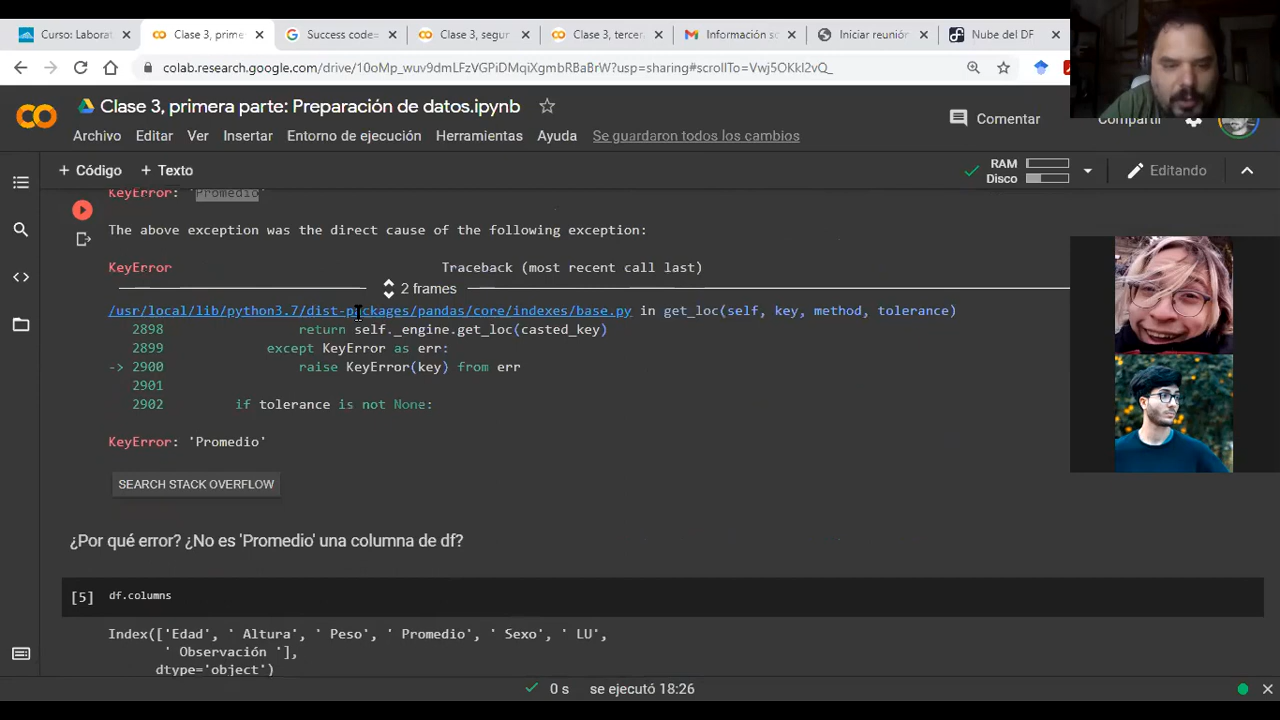 Curso: Laborat
Clase 3, prime
Success code=
Clase 3, segur
Clase 3, tercer
Información so
Iniciar reunión
Nube del DF
colab.research.google.com/drive/10oMp_wuv9dmLFzVGPiDMqiXgmbRBaBrW?usp=sharing#scrollTo=Vwj5OKkl2vQ_
Clase 3, primera parte: Preparación de datos.ipynb
Comentar
Compartir
Archivo Editar Ver Insertar Entorno de ejecución Herramientas Ayuda Se guardaron todos los cambios
+ Código + Texto
RAM
Disco
Editando
KeyError: 'Promedio'
The above exception was the direct cause of the following exception:
KeyError Traceback (most recent call last)
2 frames
/usr/local/lib/python3.7/dist-packages/pandas/core/indexes/base.py in get_loc(self, key, method, tolerance)
2898 return self._engine.get_loc(casted_key)
2899 except KeyError as err:
-> 2900 raise KeyError(key) from err
2901
2902 if tolerance is not None:
KeyError: 'Promedio'
SEARCH STACK OVERFLOW
¿Por qué error? ¿No es 'Promedio' una columna de df?
[5] df.columns
Index(['Edad', ' Altura', ' Peso', ' Promedio', ' Sexo', ' LU',
' Observación '],
dtype='object')
0 s se ejecutó 18:26